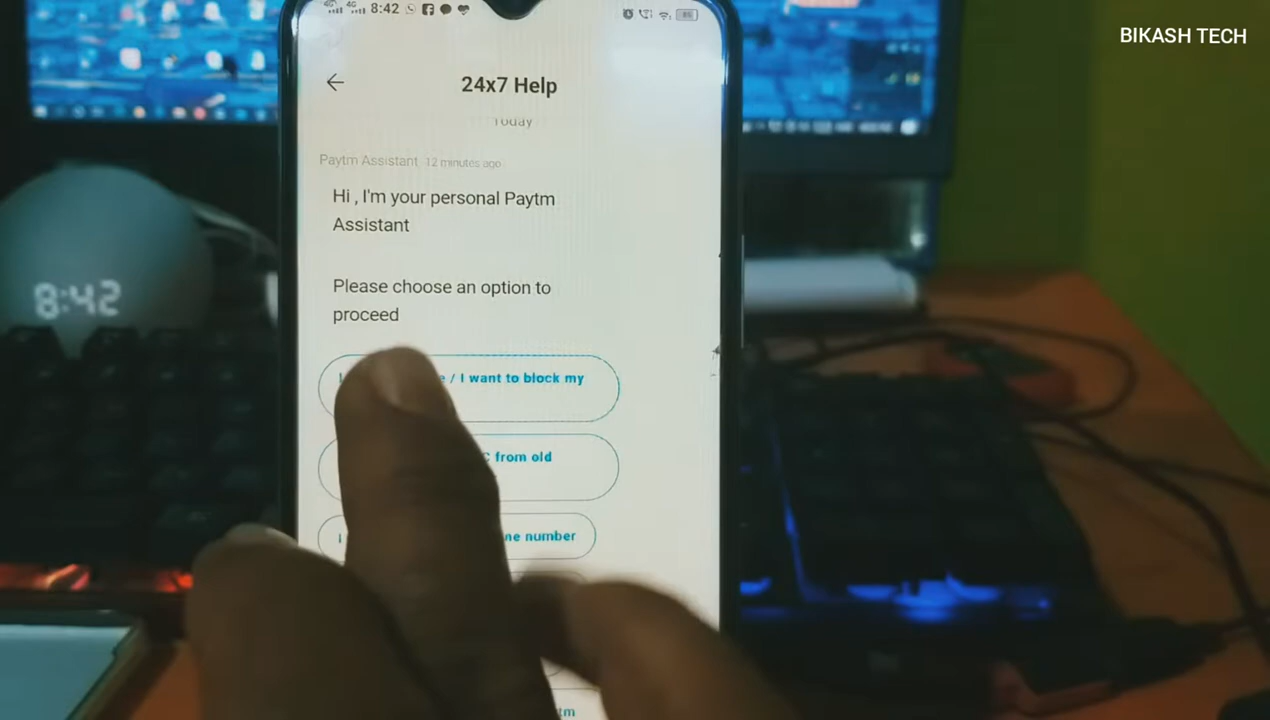 8:42
BIKASH TECH
24x7 Help
Today
Paytm Assistant 12 minutes ago
Hi , I'm your personal Paytm
Assistant
Please choose an option to
proceed
/ I want to block my
from old
number
8:42